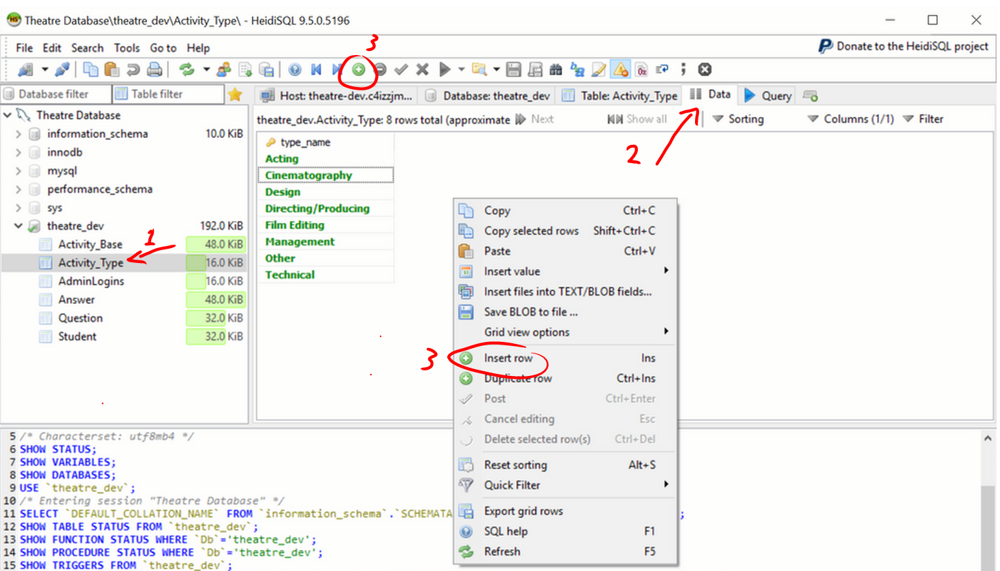 Theatre Database\theatre_dev\Activity_Type\ - HeidiSQL 9.5.0.5196
File Edit Search Tools Go to Help
Donate to the HeidiSQL project
3
Database filter
Table filter
Host: theatre-dev.c4izzjm...
Database: theatre_dev
Table: Activity_Type
Data
Query
theatre_dev.Activity_Type: 8 rows total (approximate
Next
Show all
Sorting
Columns (1/1)
Filter
2
Theatre Database
information_schema 10.0 KiB
innodb
mysql
performance_schema
sys
theatre_dev 192.0 KiB
Activity_Base 48.0 KiB
Activity_Type 16.0 KiB
AdminLogins 16.0 KiB
Answer 48.0 KiB
Question 32.0 KiB
Student 32.0 KiB
1
type_name
Acting
Cinematography
Design
Directing/Producing
Film Editing
Management
Other
Technical
Copy Ctrl+C
Copy selected rows Shift+Ctrl+C
Paste Ctrl+V
Insert value
Insert files into TEXT/BLOB fields...
Save BLOB to file ...
Grid view options
3
Insert row Ins
Duplicate row Ctrl+Ins
Post Ctrl+Enter
Cancel editing Esc
Delete selected row(s) Ctrl+Del
Reset sorting Alt+S
Quick Filter
Export grid rows
SQL help F1
Refresh F5
5 /* Characterset: utf8mb4 */
6 SHOW STATUS;
7 SHOW VARIABLES;
8 SHOW DATABASES;
9 USE `theatre_dev`;
10 /* Entering session "Theatre Database" */
11 SELECT `DEFAULT_COLLATION_NAME` FROM `information_schema`.`SCHEMATA ;
12 SHOW TABLE STATUS FROM `theatre_dev`;
13 SHOW FUNCTION STATUS WHERE `Db`='theatre_dev';
14 SHOW PROCEDURE STATUS WHERE `Db`='theatre_dev';
15 SHOW TRIGGERS FROM `theatre_dev`;